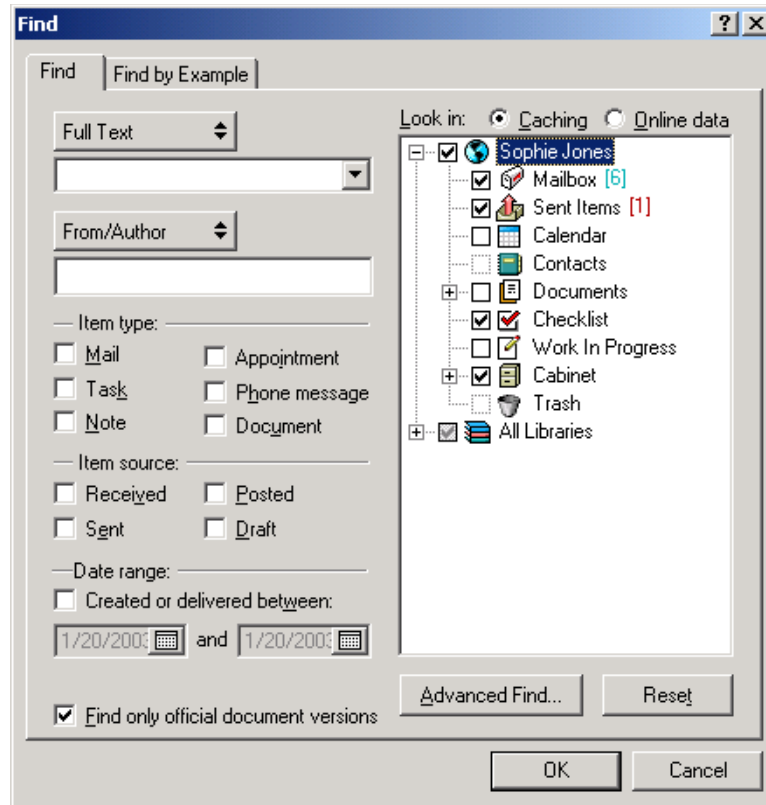 Find
Find
Find by Example
Full Text
From/Author
Item type:
Mail
Appointment
Task
Phone message
Note
Document
Item source:
Received
Posted
Sent
Draft
Date range:
Created or delivered between:
1/20/2003 and 1/20/2003
Find only official document versions
Look in: Caching Online data
Sophie Jones
Mailbox [6]
Sent Items [1]
Calendar
Contacts
Documents
Checklist
Work In Progress
Cabinet
Trash
All Libraries
Advanced Find...
Reset
OK
Cancel